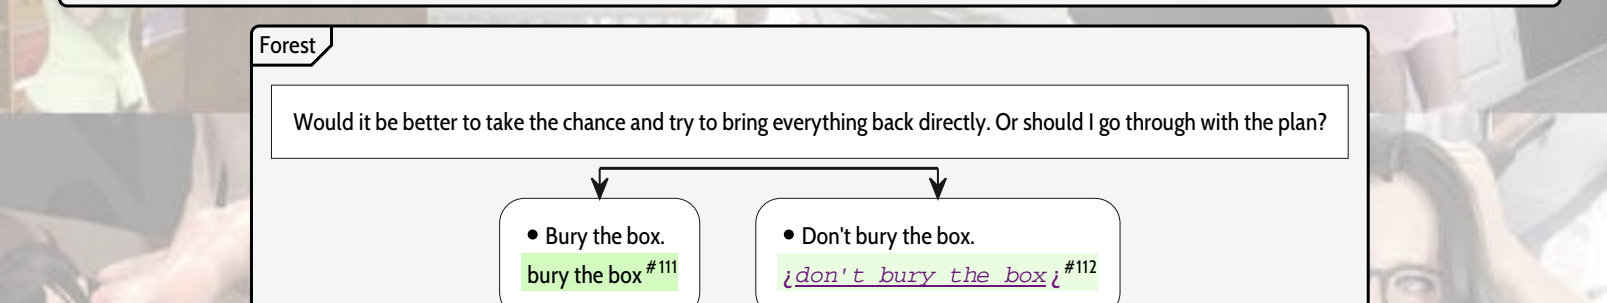 Forest
Would it be better to take the chance and try to bring everything back directly. Or should I go through with the plan?
• Bury the box.
bury the box #111
• Don't bury the box.
¿don't bury the box¿ #112